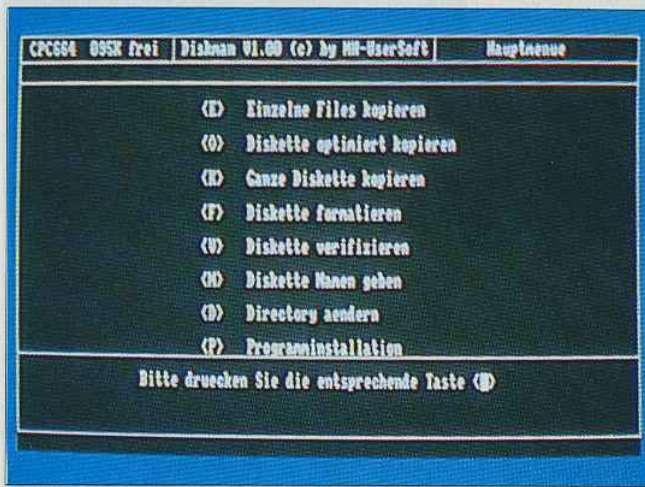 CPC664 095K frei Diskman V1.00 (c) by MM-UserSoft Hauptmenue
<E> Einzelne Files kopieren
<O> Diskette optimiert kopieren
<K> Ganze Diskette kopieren
<F> Diskette formatieren
<V> Diskette verifizieren
<N> Diskette Namen geben
<D> Directory aendern
<P> Programminstallation
Bitte druecken Sie die entsprechende Taste < >